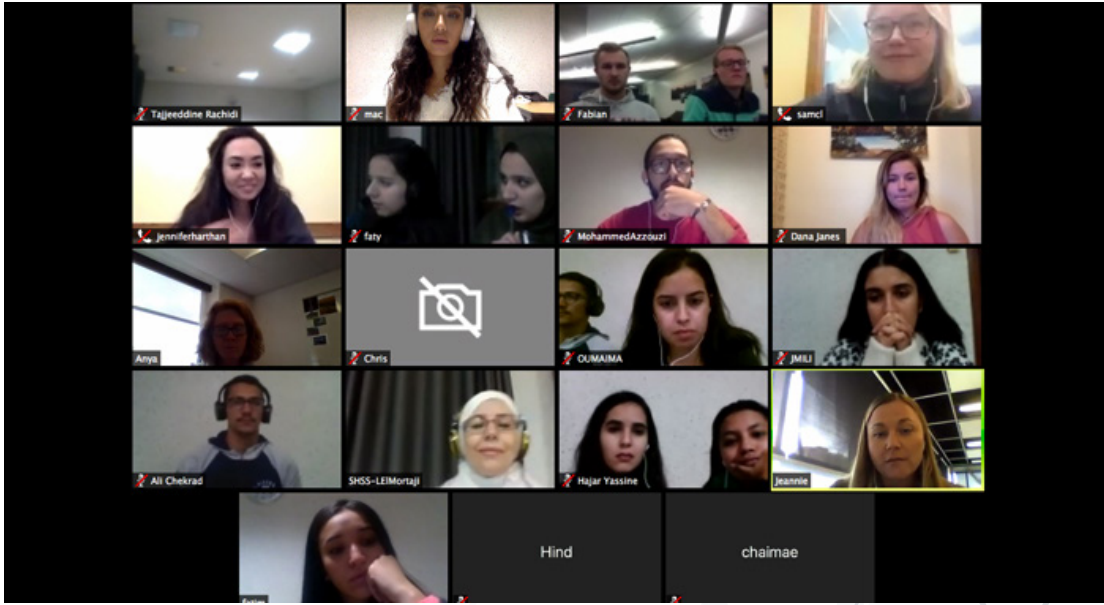 Tajjeeddine Rachidi
mac
Fabian
samcl
jenniferharthan
faty
MohammedAzzouzi
Dana Janes
Anya
Chris
OUMAIMA
JMILI
Ali Chekrad
SHSS-LElMortaji
Hajar Yassine
Jeannie
Hind
chaimae